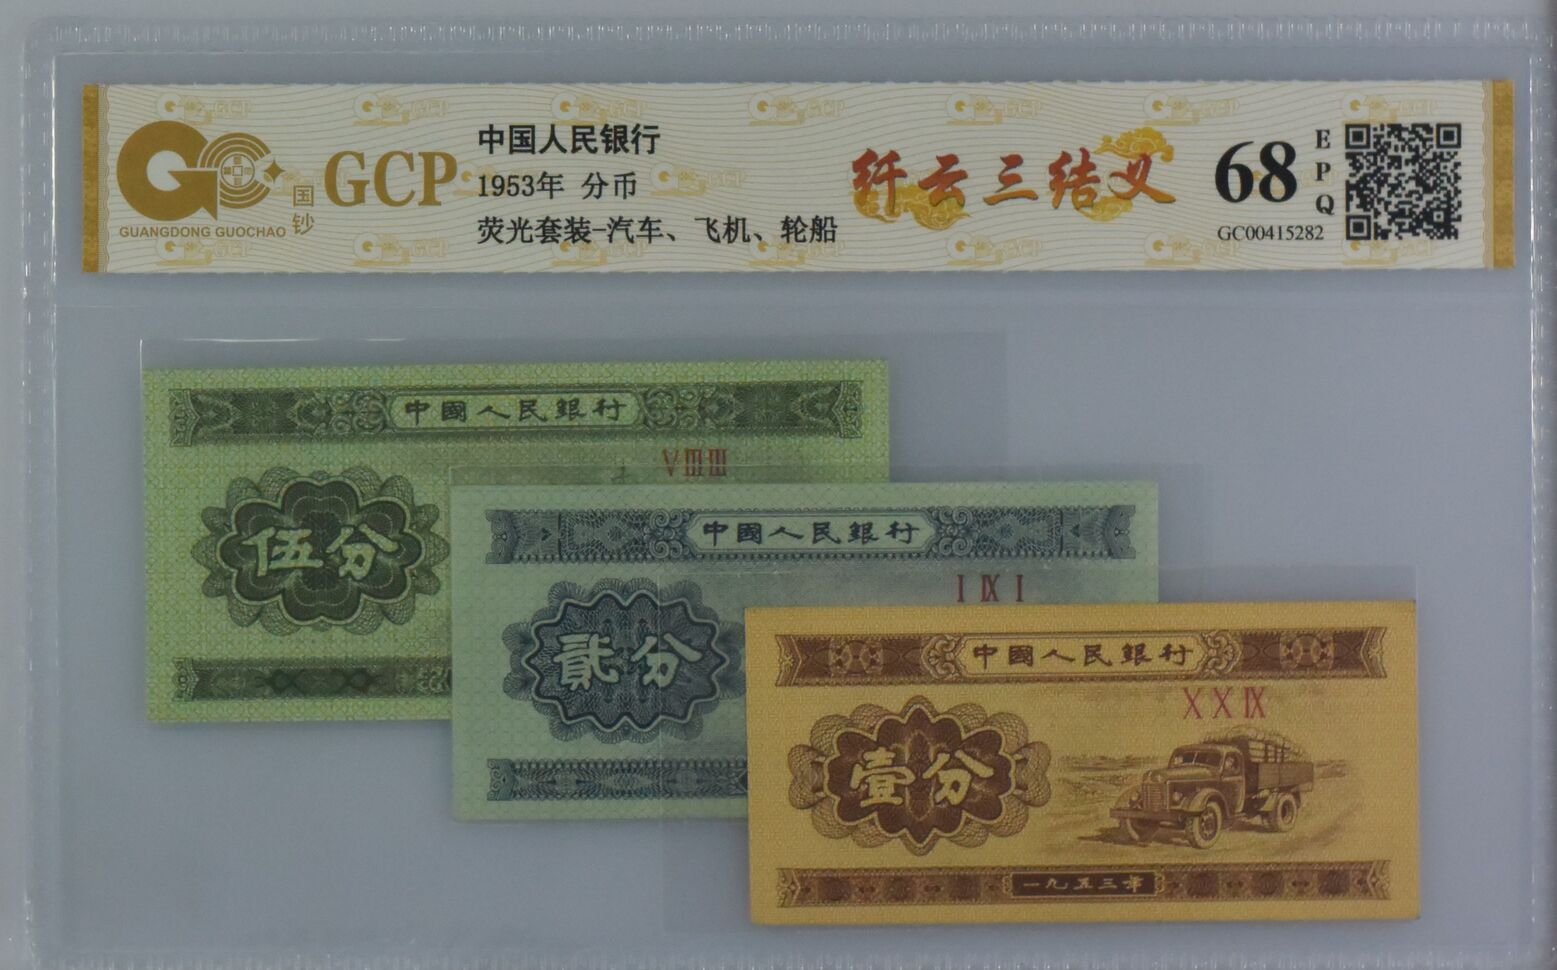 GCP
国钞
GUANGDONG GUOCHAO
中国人民银行
1953年 分币
荧光套装-汽车、飞机、轮船
纤云三结义
68
EPQ
GC00415282
中國人民銀行
VⅢⅢ
伍分
中國人民銀行
Ⅰ Ⅸ Ⅰ
貳分
中國人民銀行
X X Ⅸ
壹分
一九五三年